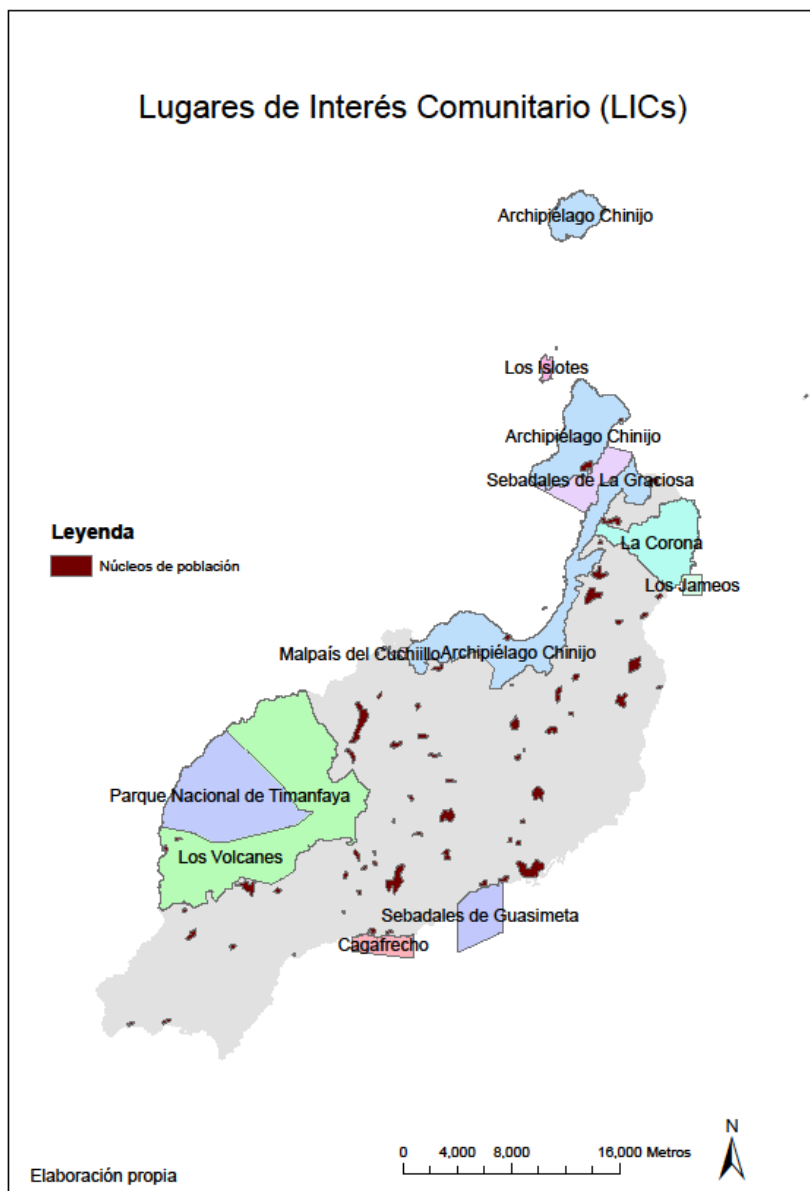 Lugares de Interés Comunitario (LICs)
Archipiélago Chinijo
Los Islotes
Archipiélago Chinijo
Sebadales de La Graciosa
Leyenda
Núcleos de población
La Corona
Los Jameos
Malpaís del Cuchiillo
Archipiélago Chinijo
Parque Nacional de Timanfaya
Los Volcanes
Sebadales de Guasimeta
Cagafrecho
N
0 4,000 8,000 16,000 Metros
Elaboración propia